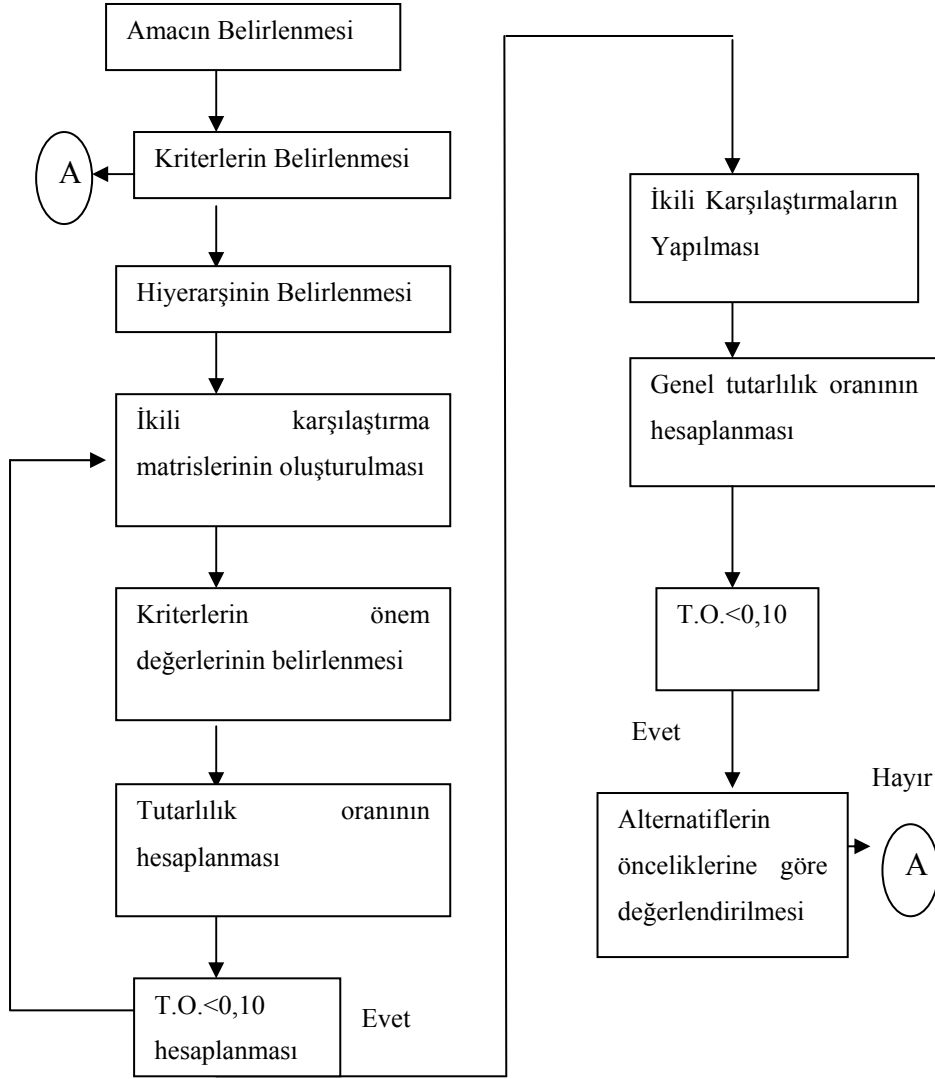 Amacın Belirlenmesi
A
Kriterlerin Belirlenmesi
Hiyerarşinin Belirlenmesi
İkili karşılaştırma
matrislerinin oluşturulması
Kriterlerin önem
değerlerinin belirlenmesi
Tutarlılık oranının
hesaplanması
T.O.<0,10
hesaplanması
Evet
İkili Karşılaştırmaların
Yapılması
Genel tutarlılık oranının
hesaplanması
T.O.<0,10
Evet
Hayır
Alternatiflerin
önceliklerine göre
değerlendirilmesi
A